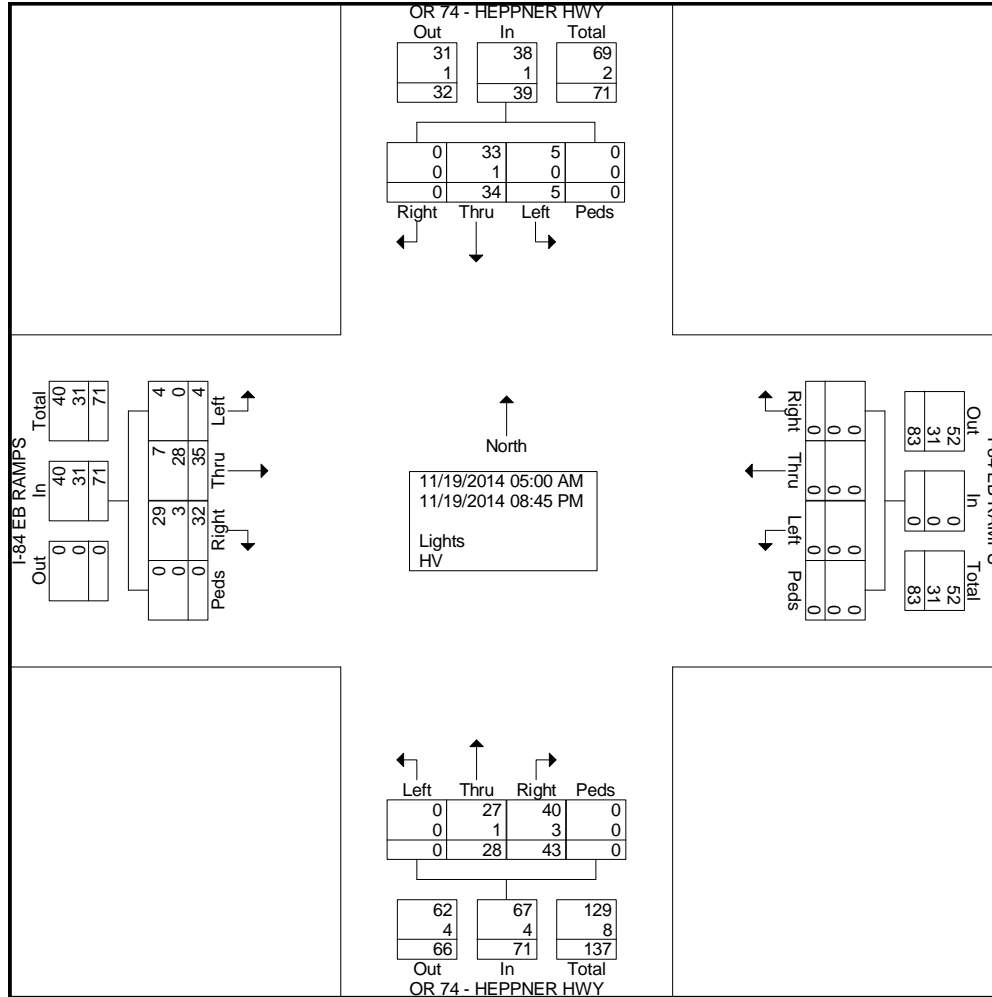 OR 74 - HEPPNER HWY
Out In Total
31 38 69
1 1 2
32 39 71
0 33 5 0
0 1 0 0
0 34 5 0
Right Thru Left Peds
I-84 EB RAMPS
Total In Out
40 40 0
31 31 0
71 71 0
4 7 29 0
0 28 3 0
4 35 32 0
Left Thru Right Peds
North
11/19/2014 05:00 AM
11/19/2014 08:45 PM
Lights
HV
Right Thru Left Peds
0 0 0 0
0 0 0 0
0 0 0 0
Out In Total
52 0 52
31 0 31
83 0 83
EB RAMPS
Left Thru Right Peds
0 27 40 0
0 1 3 0
0 28 43 0
62 67 129
4 4 8
66 71 137
Out In Total
OR 74 - HEPPNER HWY